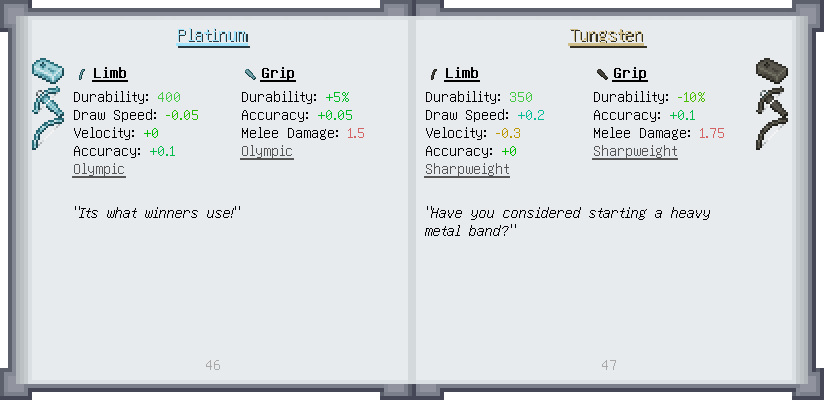 Platinum
Limb
Durability: 400
Draw Speed: -0.05
Velocity: +0
Accuracy: +0.1
Olympic
Grip
Durability: +5%
Accuracy: +0.05
Melee Damage: 1.5
Olympic
"Its what winners use!"
46
Tungsten
Limb
Durability: 350
Draw Speed: +0.2
Velocity: -0.3
Accuracy: +0
Sharpweight
Grip
Durability: -10%
Accuracy: +0.1
Melee Damage: 1.75
Sharpweight
"Have you considered starting a heavy
metal band?"
47